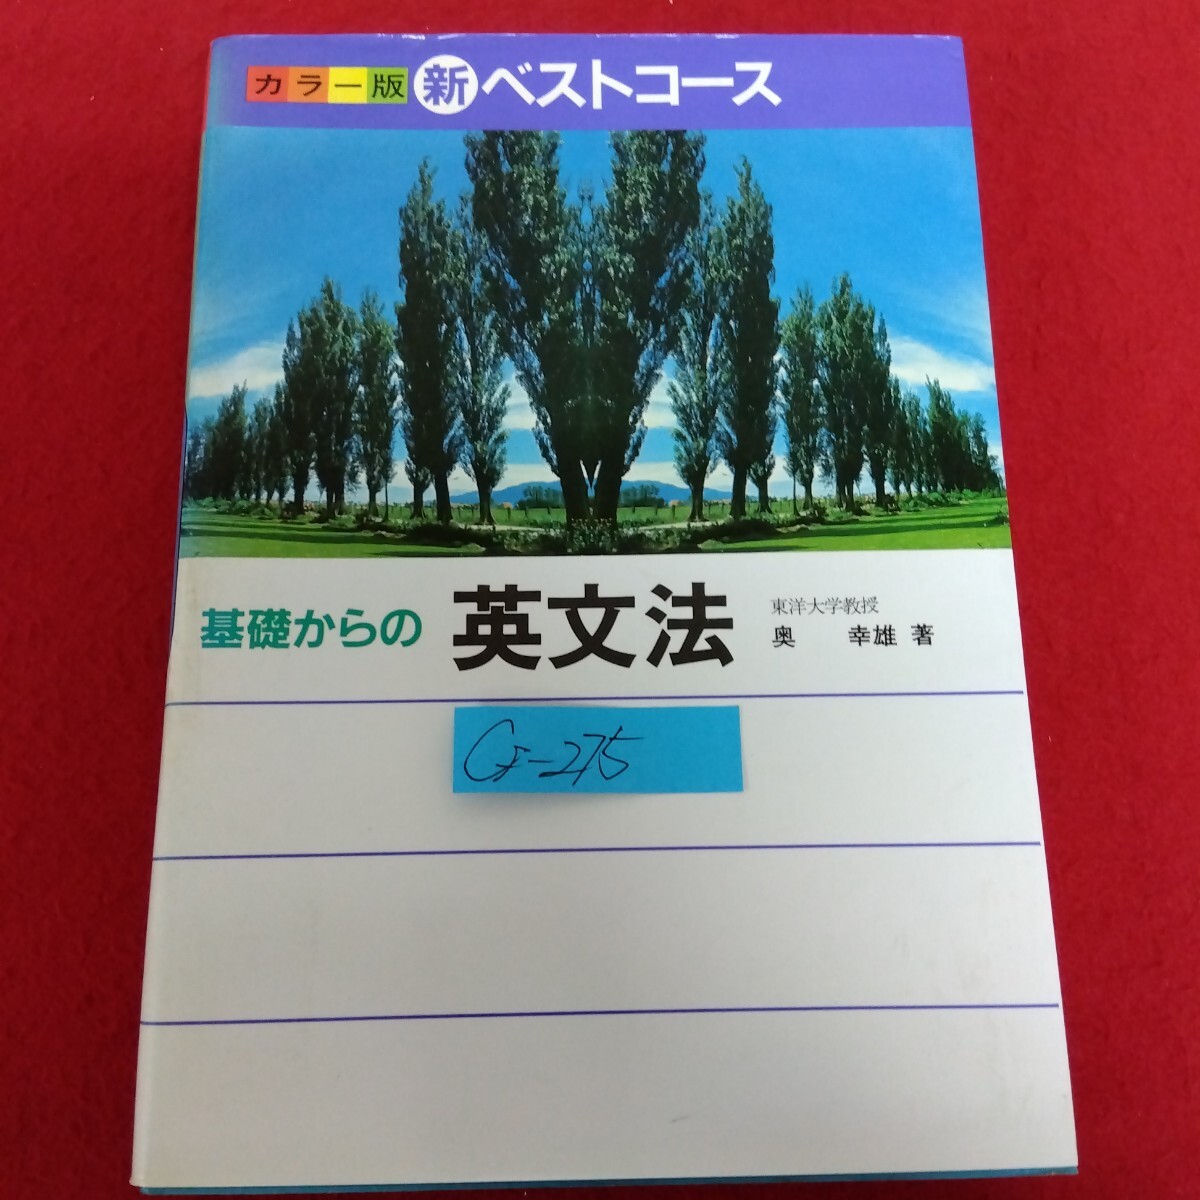 カラー版 新 ベストコース
基礎からの 英文法
東洋大学教授
奥 幸雄 著
G-275